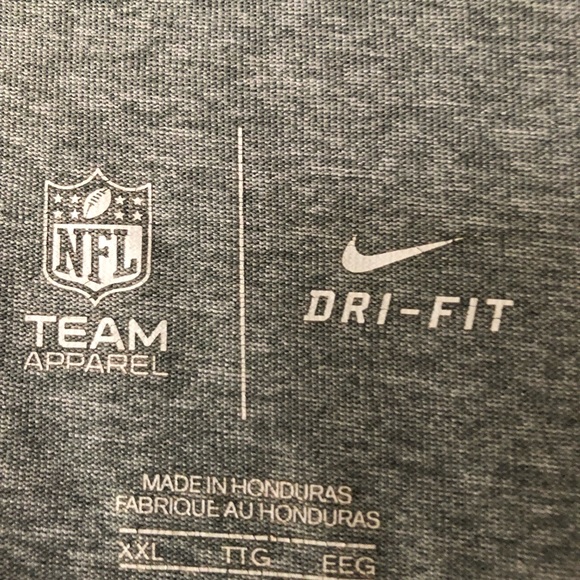 NFL
TEAM
APPAREL
DRI-FIT
MADE IN HONDURAS
FABRIQUE AU HONDURAS
XXL TTG EEG